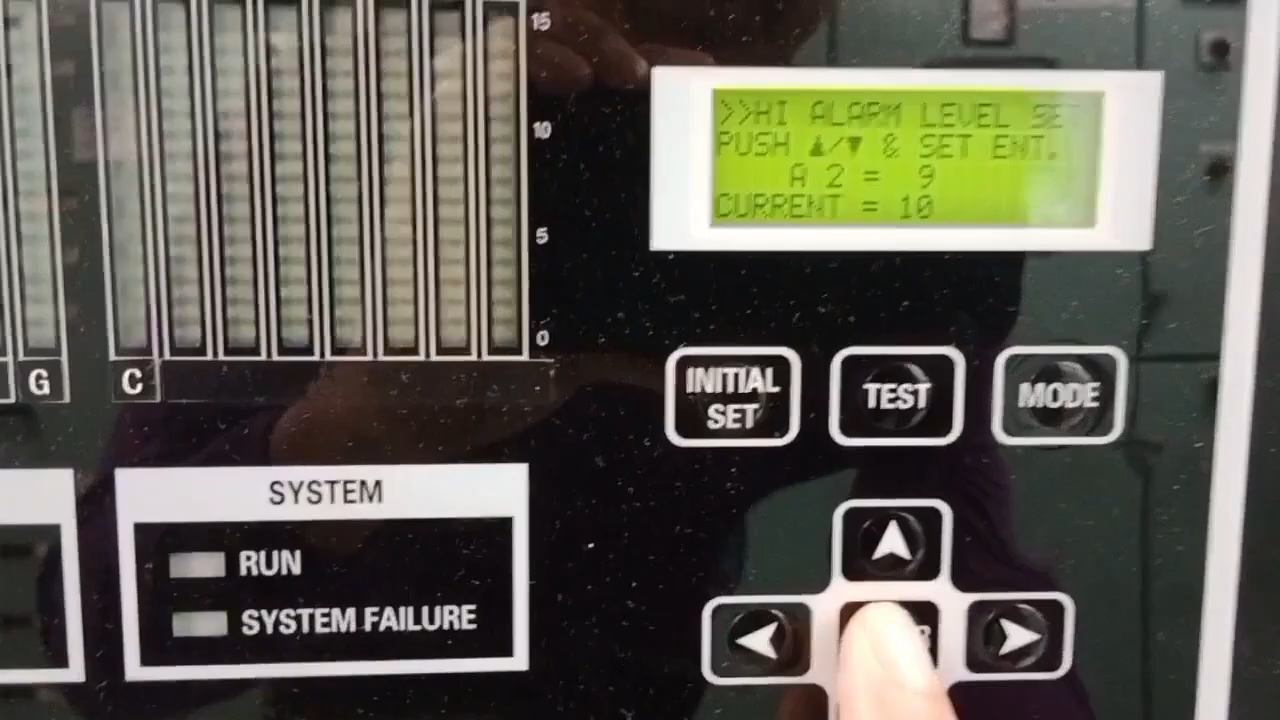 15
10
5
0
>>HI ALARM LEVEL SE
PUSH ▲/▼ & SET ENT.
A 2 = 9
CURRENT = 10
G
C
INITIAL
SET
TEST
MODE
SYSTEM
RUN
SYSTEM FAILURE